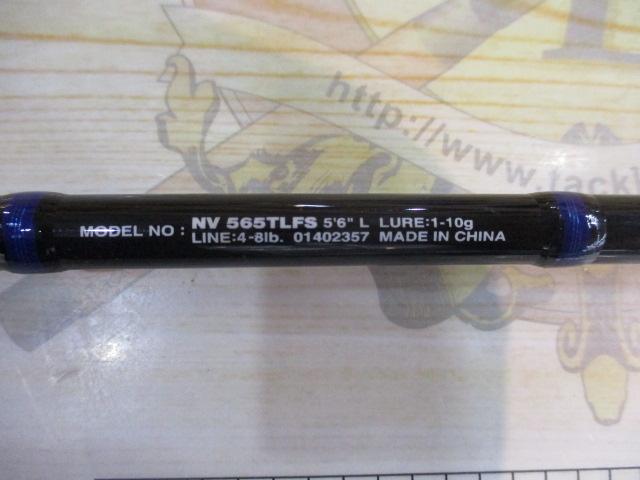 http://www.tackl
MODEL NO : NV 565TLFS 5'6" L LURE:1-10g
LINE:4-8lb. 01402357 MADE IN CHINA